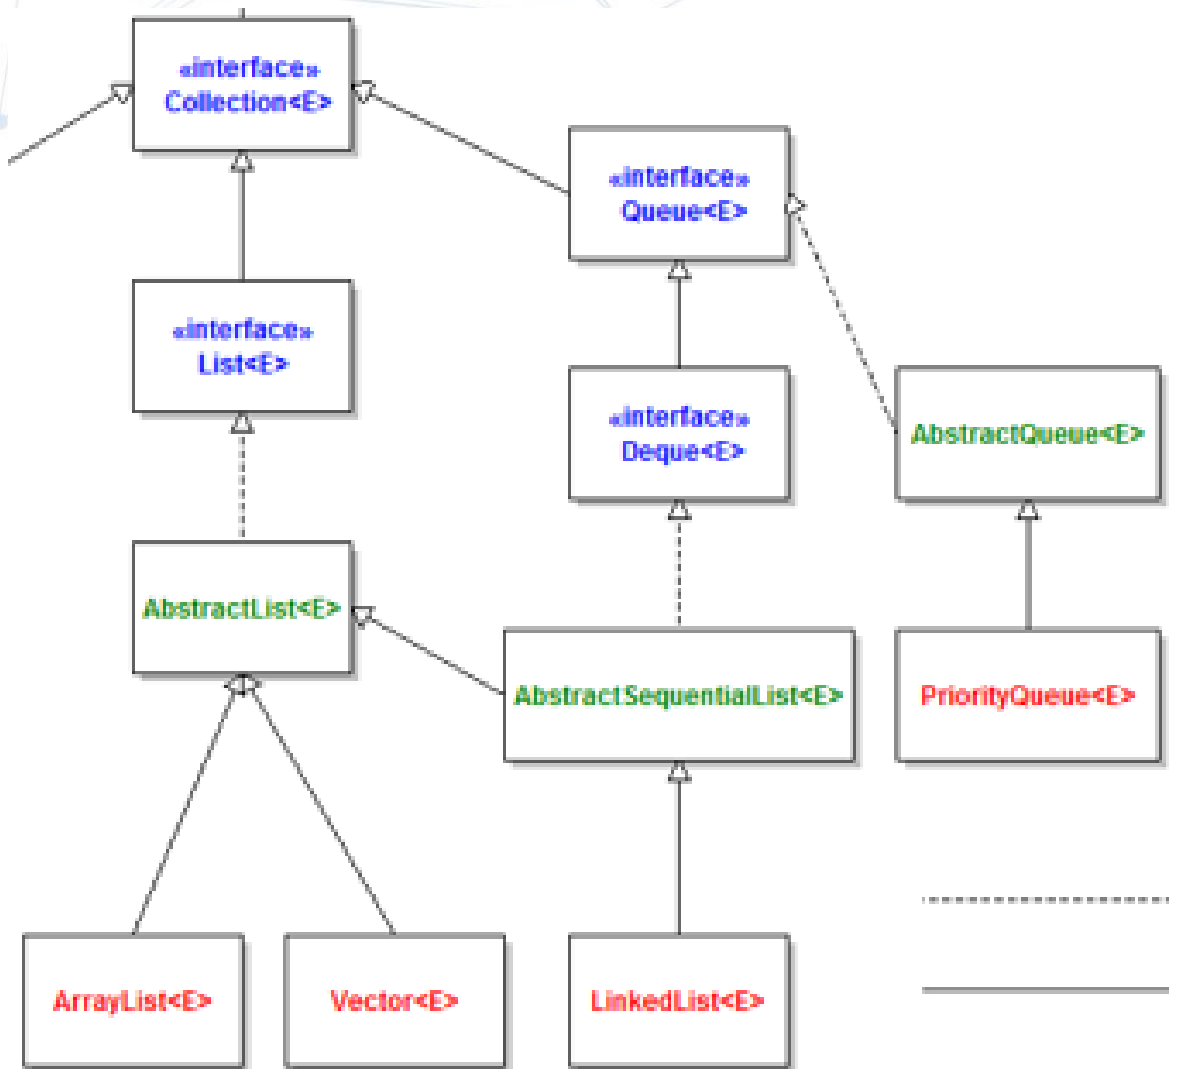 «interface»
Collection<E>
«interface»
Queue<E>
«interface»
List<E>
«interface»
Deque<E>
AbstractQueue<E>
AbstractList<E>
AbstractSequentialList<E>
PriorityQueue<E>
ArrayList<E>
Vector<E>
LinkedList<E>